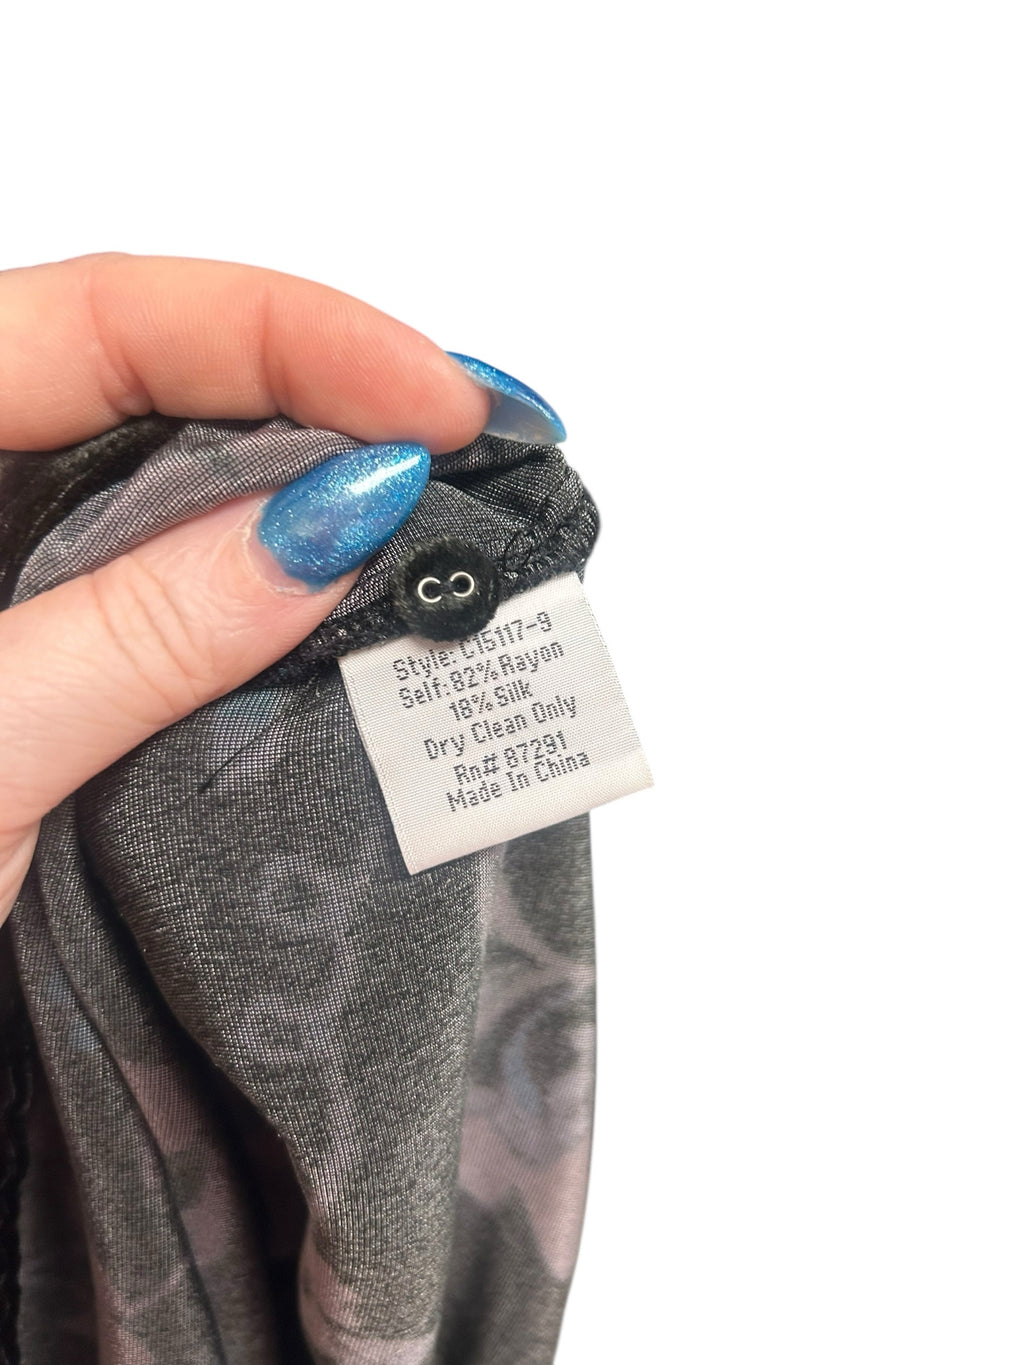 Style: C15117-9
Self: 82% Rayon
18% Silk
Dry Clean Only
Rn# 87291
Made In China